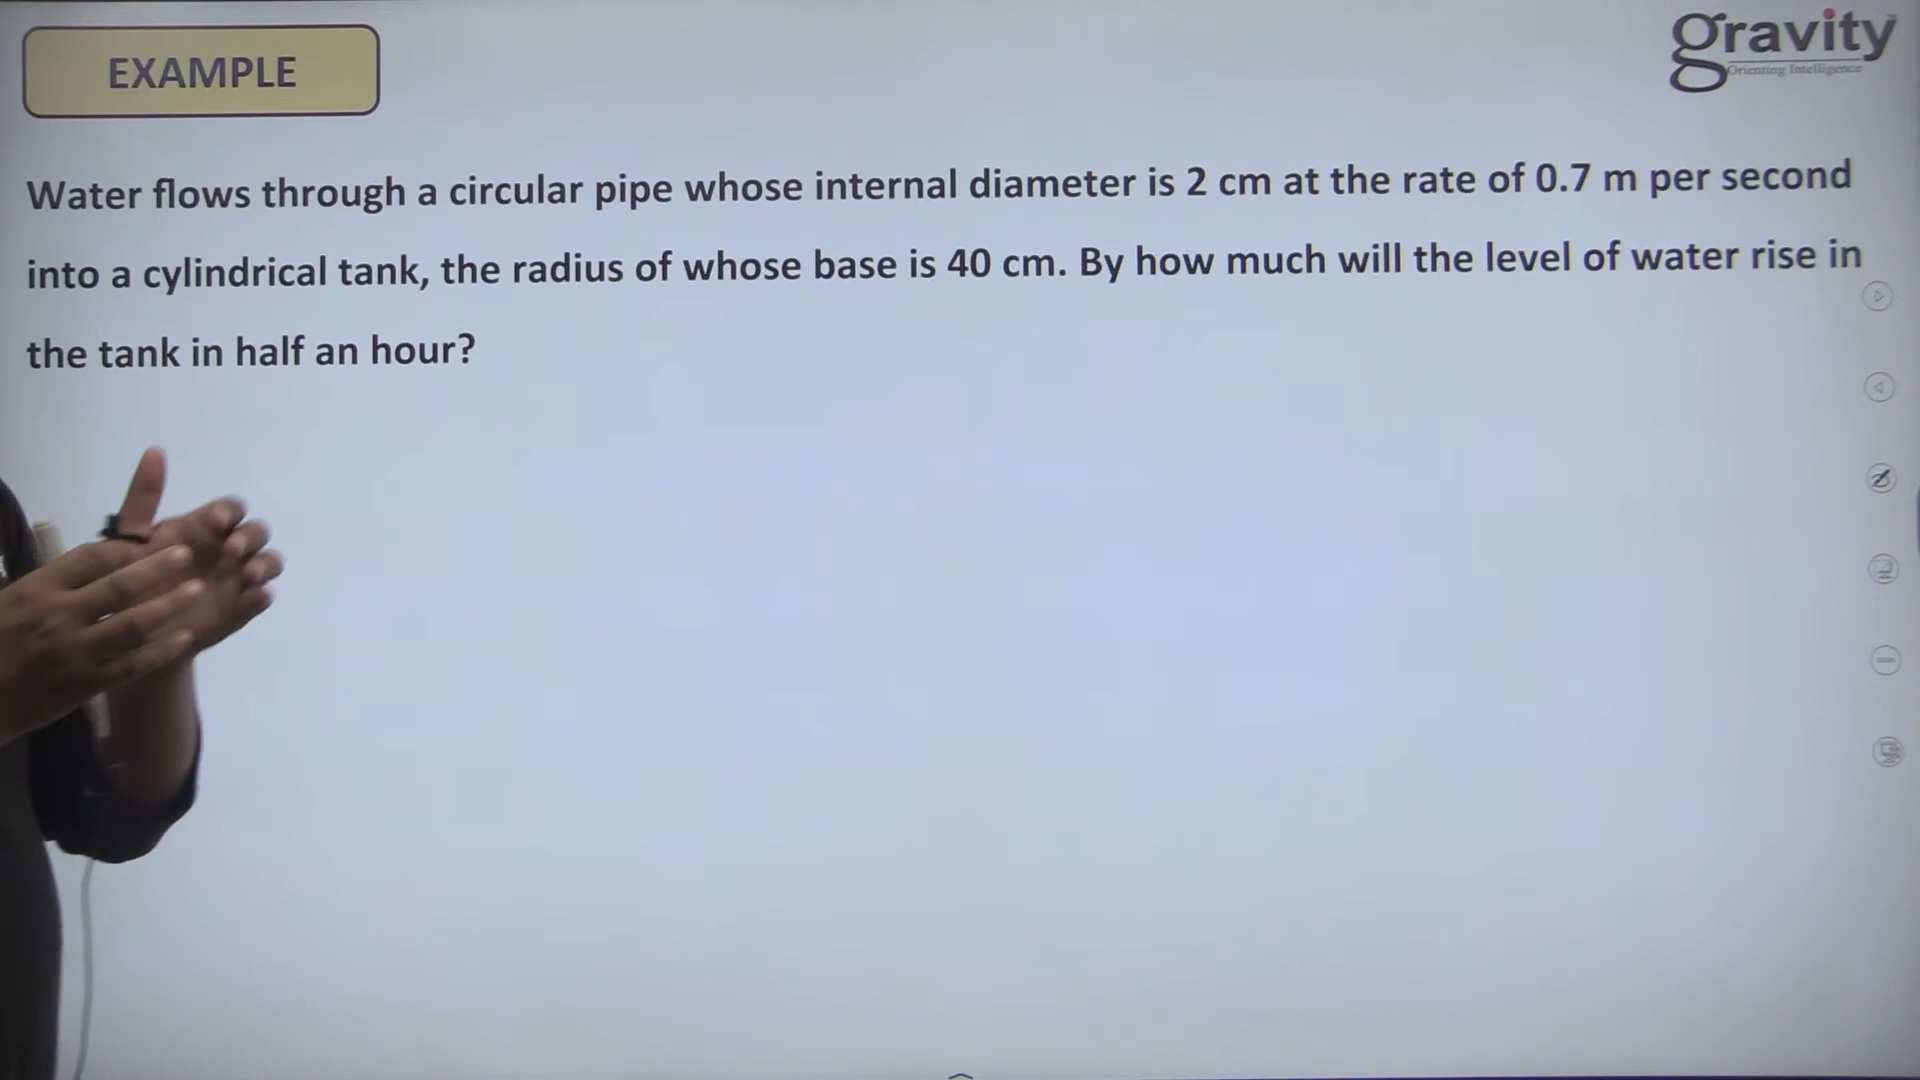 EXAMPLE
gravity
Orienting Intelligence
Water flows through a circular pipe whose internal diameter is 2 cm at the rate of 0.7 m per second
into a cylindrical tank, the radius of whose base is 40 cm. By how much will the level of water rise in
the tank in half an hour?